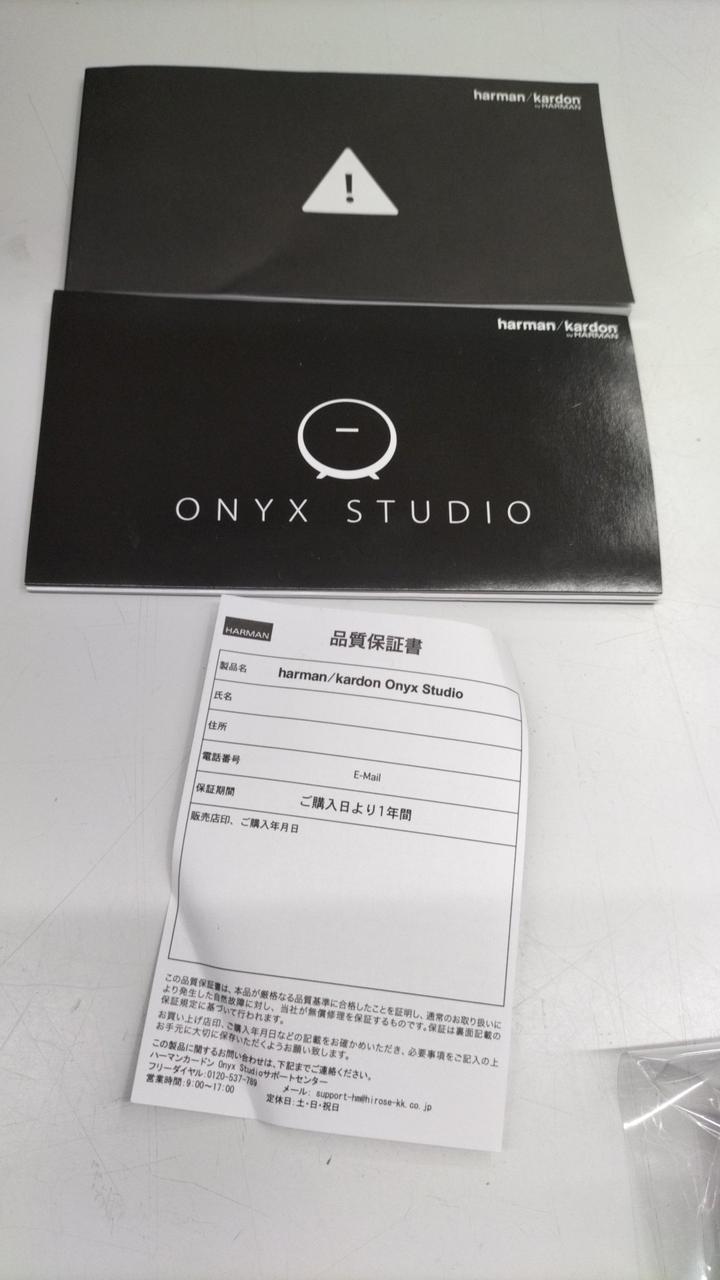 harman/kardon
by HARMAN
!
harman/kardon
by HARMAN
ONYX STUDIO
HARMAN
品質保証書
製品名 harman/kardon Onyx Studio
氏名
住所
電話番号 E-Mail
保証期間 ご購入日より1年間
販売店印、ご購入年月日
この品質保証書は、本品が厳格なる品質基準に合格したことを証明し、通常のお取り扱いに
より発生した自然故障に対し、当社が無償修理を保証するものです。保証は裏面記載の
保証規定に基づいて行われます。
お買い上げ店印、ご購入年月日などの記載をお確かめいただき、必要事項をご記入の上
お手元に大切に保存いただくようお願い致します。
この製品に関するお問い合わせは、下記までご連絡ください。
ハーマンカードン Onyx Studioサポートセンター
フリーダイヤル:0120-537-789 メール: support-hm@hirose-kk.co.jp
営業時間:9:00~17:00 定休日:土・日・祝日